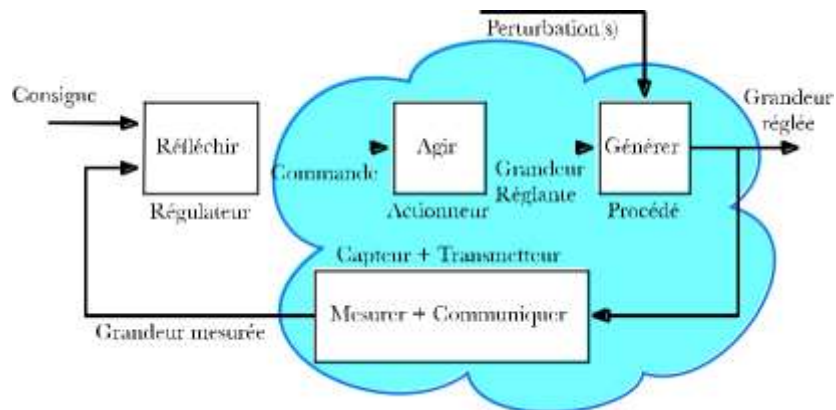 Perturbation(s)
Consigne
Grandeur
réglée
Réfléchir
Agir
Générer
Commande
Grandeur
Réglante
Régulateur
Actionneur
Procédé
Capteur + Transmetteur
Mesurer + Communiquer
Grandeur mesurée